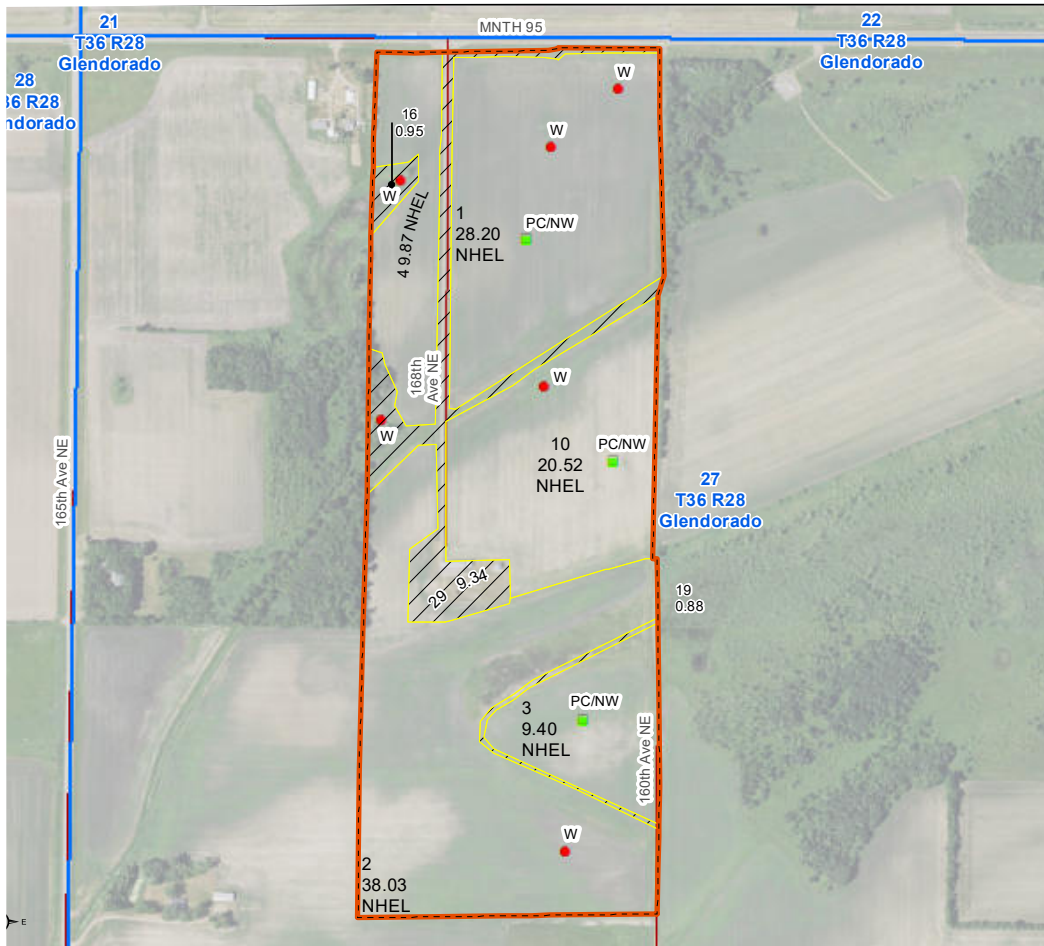 MNTH 95
21
T36 R28
Glendorado
22
T36 R28
Glendorado
28
36 R28
ndorado
W
W
16
0.95
W
4 9.87 NHEL
1
28.20
NHEL
PC/NW
168th
Ave NE
W
W
10
20.52
NHEL
PC/NW
27
T36 R28
Glendorado
165th Ave NE
29 9.34
19
0.88
3
9.40
NHEL
PC/NW
160th Ave NE
W
2
38.03
NHEL
E